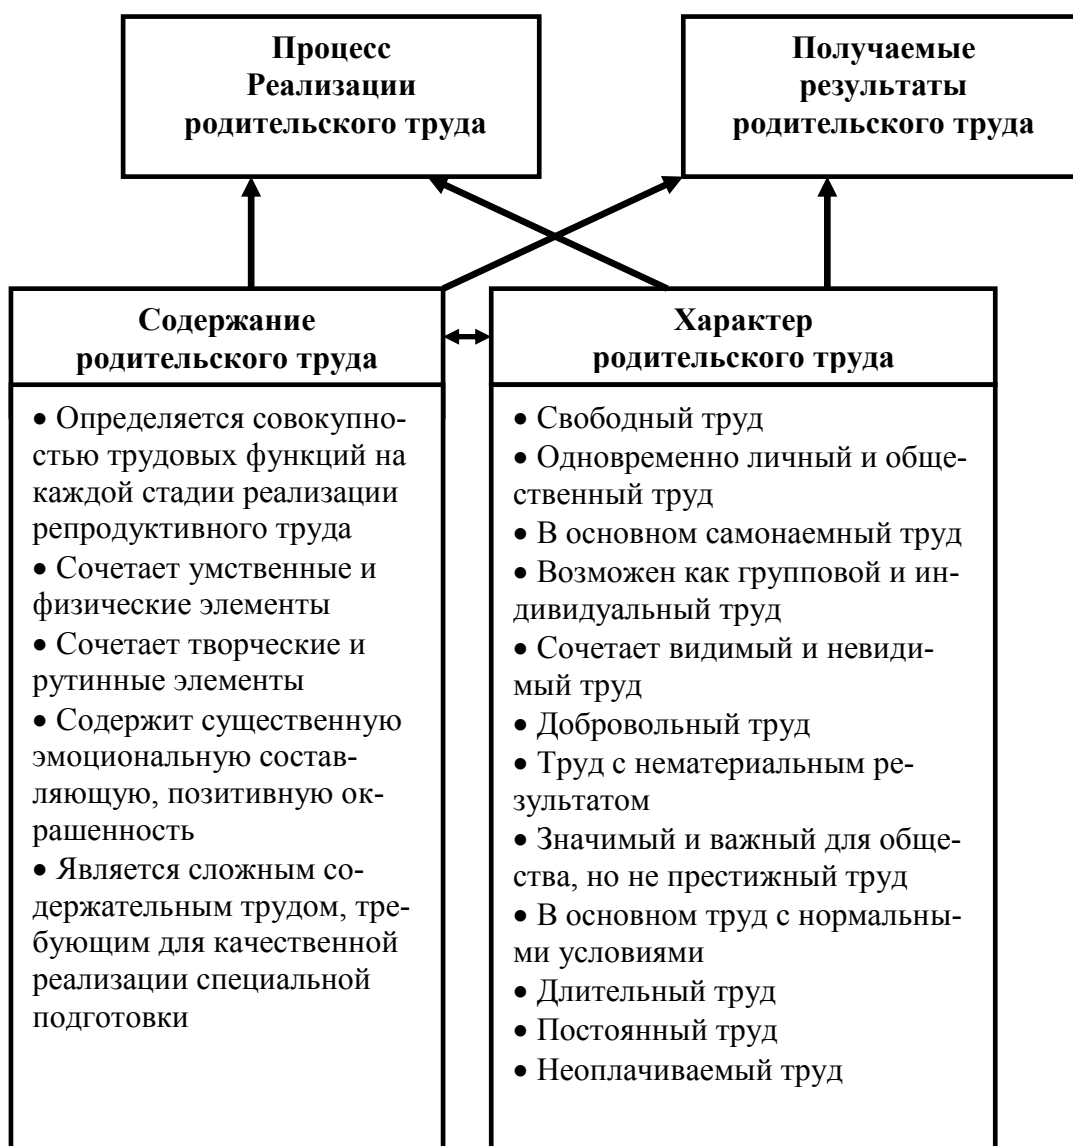 Процесс
Реализации
родительского труда
Получаемые
результаты
родительского труда
Содержание
родительского труда
• Определяется совокупно-
стью трудовых функций на
каждой стадии реализации
репродуктивного труда
• Сочетает умственные и
физические элементы
• Сочетает творческие и
рутинные элементы
• Содержит существенную
эмоциональную состав-
ляющую, позитивную ок-
рашенность
• Является сложным со-
держательным трудом, тре-
бующим для качественной
реализации специальной
подготовки
Характер
родительского труда
• Свободный труд
• Одновременно личный и обще-
ственный труд
• В основном самонаемный труд
• Возможен как групповой и ин-
дивидуальный труд
• Сочетает видимый и невиди-
мый труд
• Добровольный труд
• Труд с нематериальным ре-
зультатом
• Значимый и важный для обще-
ства, но не престижный труд
• В основном труд с нормальны-
ми условиями
• Длительный труд
• Постоянный труд
• Неоплачиваемый труд